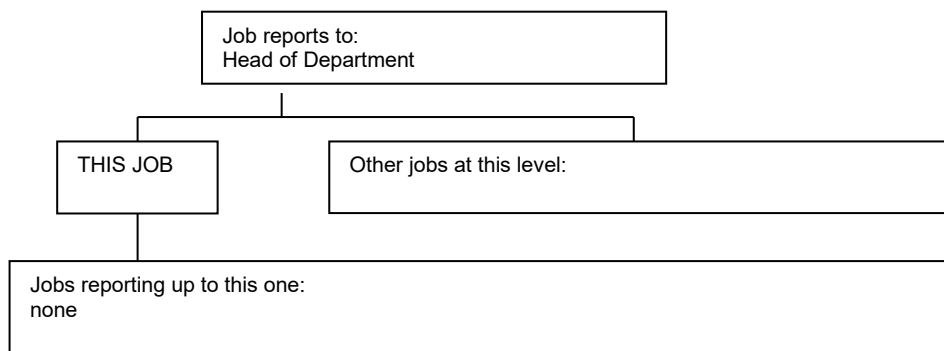 Job reports to:
Head of Department
THIS JOB
Other jobs at this level:
Jobs reporting up to this one:
none